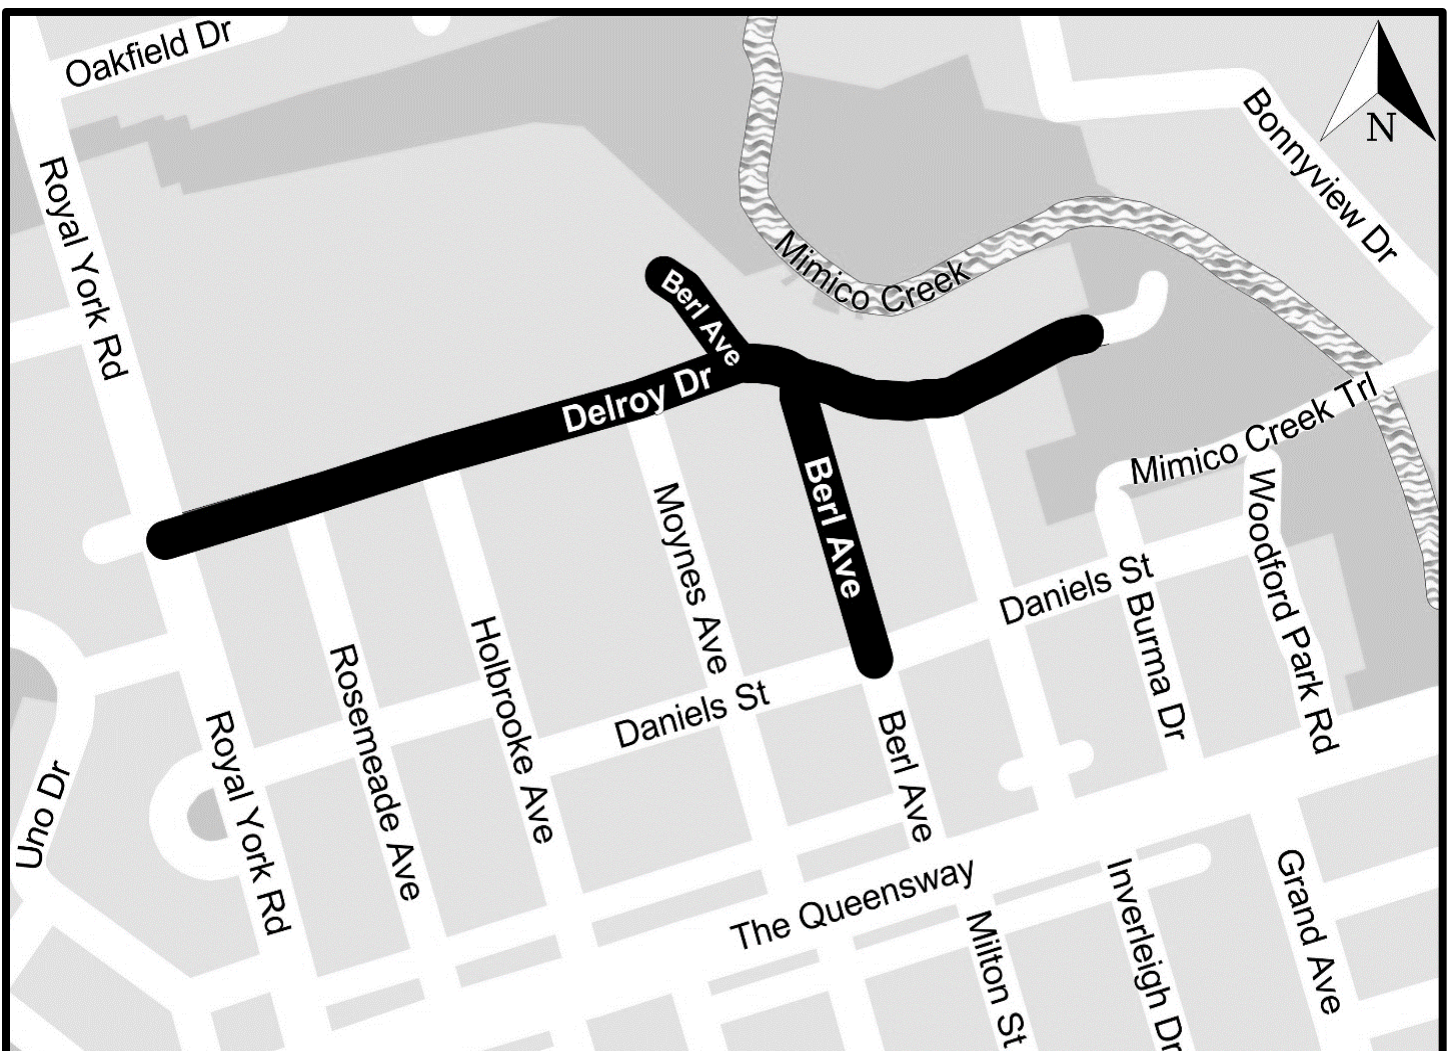 Oakfield Dr
N
Bonnyview Dr
Royal York Rd
Mimico Creek
Berl Ave
Delroy Dr
Mimico Creek Trl
Berl Ave
Moynes Ave
Woodford Park Rd
Daniels St
Burma Dr
Holbrooke Ave
Rosemeade Ave
Daniels St
Royal York Rd
Berl Ave
Uno Dr
The Queensway
Inverleigh Dr
Grand Ave
Milton St